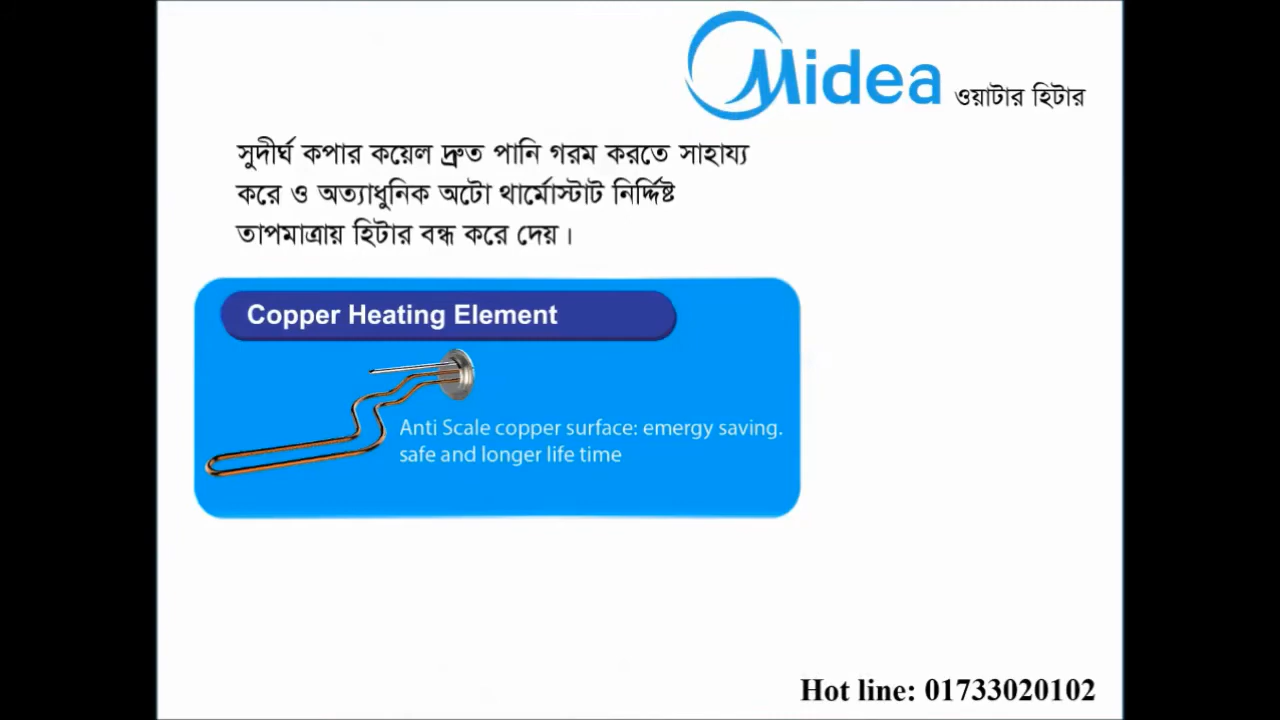 Midea ওয়াটার হিটার
সুদীর্ঘ কপার কয়েল দ্রুত পানি গরম করতে সাহায্য
করে ও অত্যাধুনিক অটো থার্মোস্টাট নির্দ্দিষ্ট
তাপমাত্রায় হিটার বন্ধ করে দেয়।
Copper Heating Element
Anti Scale copper surface: emergy saving.
safe and longer life time
Hot line: 01733020102